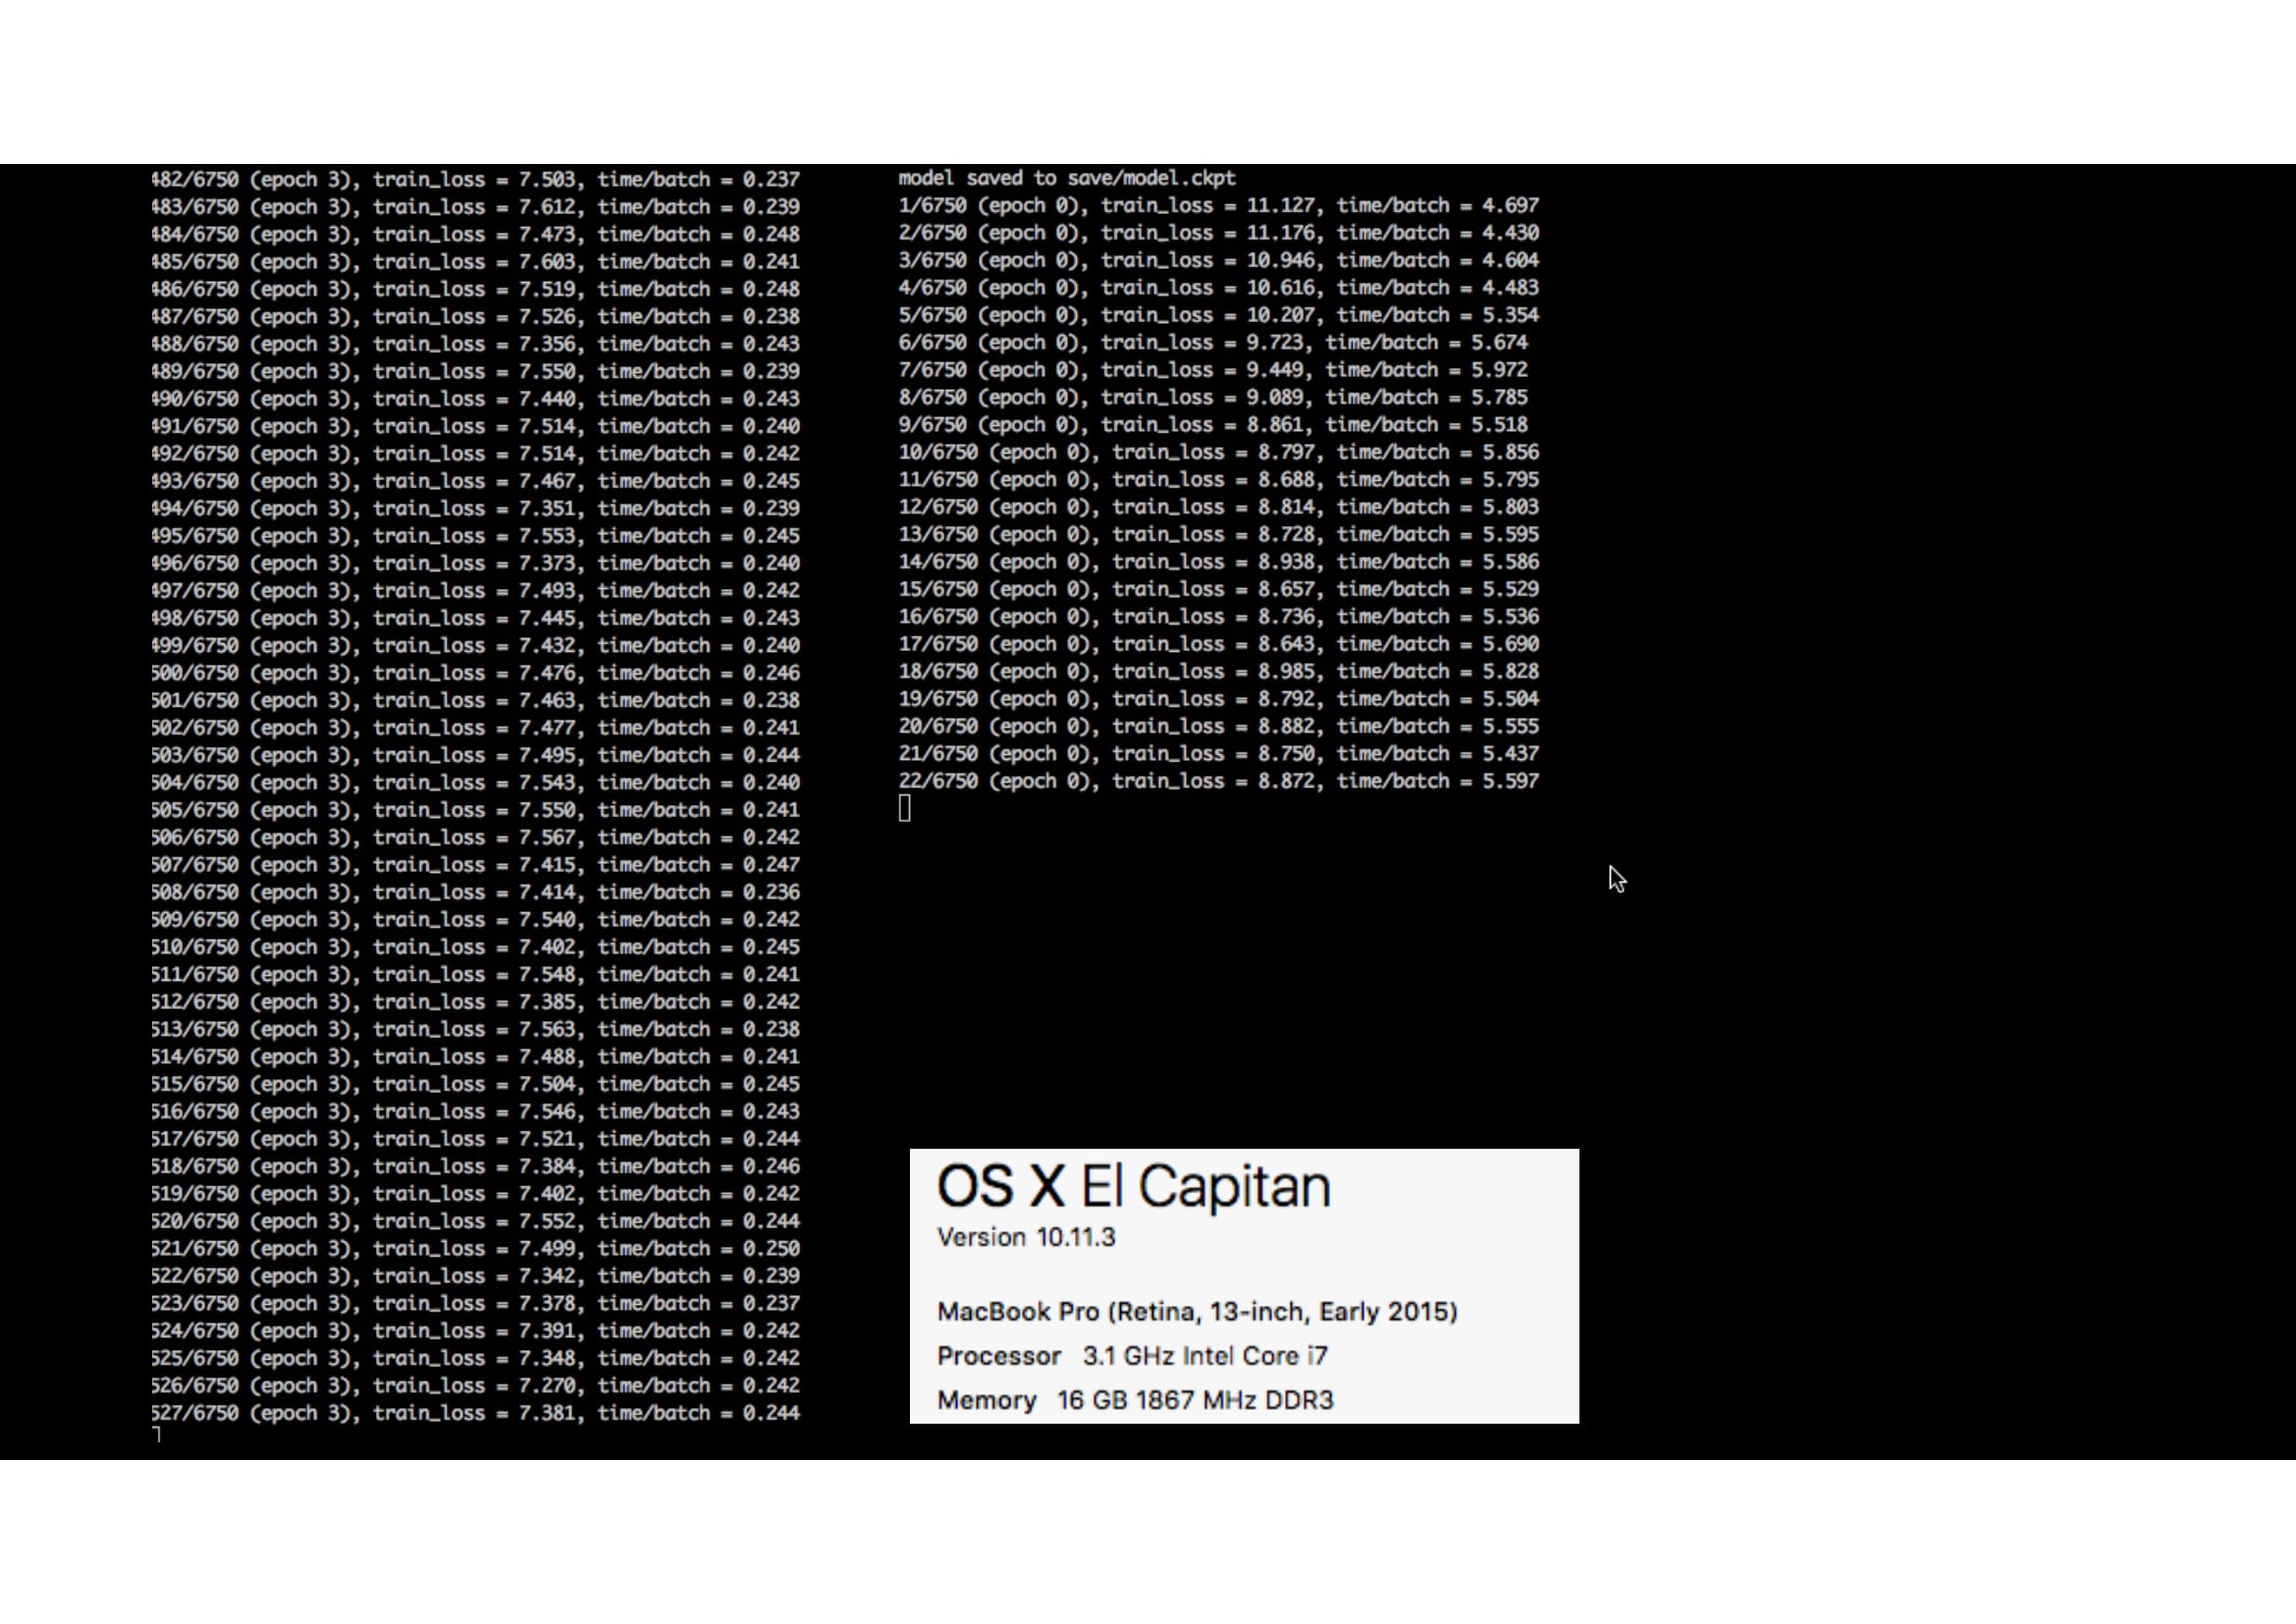 482/6750 (epoch 3), train_loss = 7.503, time/batch = 0.237
483/6750 (epoch 3), train_loss = 7.612, time/batch = 0.239
484/6750 (epoch 3), train_loss = 7.473, time/batch = 0.248
485/6750 (epoch 3), train_loss = 7.603, time/batch = 0.241
486/6750 (epoch 3), train_loss = 7.519, time/batch = 0.248
487/6750 (epoch 3), train_loss = 7.526, time/batch = 0.238
488/6750 (epoch 3), train_loss = 7.356, time/batch = 0.243
489/6750 (epoch 3), train_loss = 7.550, time/batch = 0.239
490/6750 (epoch 3), train_loss = 7.440, time/batch = 0.243
491/6750 (epoch 3), train_loss = 7.514, time/batch = 0.240
492/6750 (epoch 3), train_loss = 7.514, time/batch = 0.242
493/6750 (epoch 3), train_loss = 7.467, time/batch = 0.245
494/6750 (epoch 3), train_loss = 7.351, time/batch = 0.239
495/6750 (epoch 3), train_loss = 7.553, time/batch = 0.245
496/6750 (epoch 3), train_loss = 7.373, time/batch = 0.240
497/6750 (epoch 3), train_loss = 7.493, time/batch = 0.242
498/6750 (epoch 3), train_loss = 7.445, time/batch = 0.243
499/6750 (epoch 3), train_loss = 7.432, time/batch = 0.240
500/6750 (epoch 3), train_loss = 7.476, time/batch = 0.246
501/6750 (epoch 3), train_loss = 7.463, time/batch = 0.238
502/6750 (epoch 3), train_loss = 7.477, time/batch = 0.241
503/6750 (epoch 3), train_loss = 7.495, time/batch = 0.244
504/6750 (epoch 3), train_loss = 7.543, time/batch = 0.240
505/6750 (epoch 3), train_loss = 7.550, time/batch = 0.241
506/6750 (epoch 3), train_loss = 7.567, time/batch = 0.242
507/6750 (epoch 3), train_loss = 7.415, time/batch = 0.247
508/6750 (epoch 3), train_loss = 7.414, time/batch = 0.236
509/6750 (epoch 3), train_loss = 7.540, time/batch = 0.242
510/6750 (epoch 3), train_loss = 7.402, time/batch = 0.245
511/6750 (epoch 3), train_loss = 7.548, time/batch = 0.241
512/6750 (epoch 3), train_loss = 7.385, time/batch = 0.242
513/6750 (epoch 3), train_loss = 7.563, time/batch = 0.238
514/6750 (epoch 3), train_loss = 7.488, time/batch = 0.241
515/6750 (epoch 3), train_loss = 7.504, time/batch = 0.245
516/6750 (epoch 3), train_loss = 7.546, time/batch = 0.243
517/6750 (epoch 3), train_loss = 7.521, time/batch = 0.244
518/6750 (epoch 3), train_loss = 7.384, time/batch = 0.246
519/6750 (epoch 3), train_loss = 7.402, time/batch = 0.242
520/6750 (epoch 3), train_loss = 7.552, time/batch = 0.244
521/6750 (epoch 3), train_loss = 7.499, time/batch = 0.250
522/6750 (epoch 3), train_loss = 7.342, time/batch = 0.239
523/6750 (epoch 3), train_loss = 7.378, time/batch = 0.237
524/6750 (epoch 3), train_loss = 7.391, time/batch = 0.242
525/6750 (epoch 3), train_loss = 7.348, time/batch = 0.242
526/6750 (epoch 3), train_loss = 7.270, time/batch = 0.242
527/6750 (epoch 3), train_loss = 7.381, time/batch = 0.244
model saved to save/model.ckpt
1/6750 (epoch 0), train_loss = 11.127, time/batch = 4.697
2/6750 (epoch 0), train_loss = 11.176, time/batch = 4.430
3/6750 (epoch 0), train_loss = 10.946, time/batch = 4.604
4/6750 (epoch 0), train_loss = 10.616, time/batch = 4.483
5/6750 (epoch 0), train_loss = 10.207, time/batch = 5.354
6/6750 (epoch 0), train_loss = 9.723, time/batch = 5.674
7/6750 (epoch 0), train_loss = 9.449, time/batch = 5.972
8/6750 (epoch 0), train_loss = 9.089, time/batch = 5.785
9/6750 (epoch 0), train_loss = 8.861, time/batch = 5.518
10/6750 (epoch 0), train_loss = 8.797, time/batch = 5.856
11/6750 (epoch 0), train_loss = 8.688, time/batch = 5.795
12/6750 (epoch 0), train_loss = 8.814, time/batch = 5.803
13/6750 (epoch 0), train_loss = 8.728, time/batch = 5.595
14/6750 (epoch 0), train_loss = 8.938, time/batch = 5.586
15/6750 (epoch 0), train_loss = 8.657, time/batch = 5.529
16/6750 (epoch 0), train_loss = 8.736, time/batch = 5.536
17/6750 (epoch 0), train_loss = 8.643, time/batch = 5.690
18/6750 (epoch 0), train_loss = 8.985, time/batch = 5.828
19/6750 (epoch 0), train_loss = 8.792, time/batch = 5.504
20/6750 (epoch 0), train_loss = 8.882, time/batch = 5.555
21/6750 (epoch 0), train_loss = 8.750, time/batch = 5.437
22/6750 (epoch 0), train_loss = 8.872, time/batch = 5.597
OS X El Capitan
Version 10.11.3
MacBook Pro (Retina, 13-inch, Early 2015)
Processor 3.1 GHz Intel Core i7
Memory 16 GB 1867 MHz DDR3